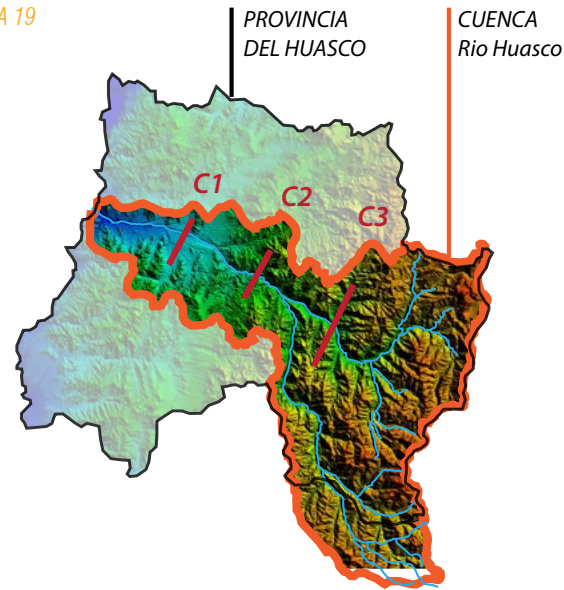 A 19
PROVINCIA
DEL HUASCO
CUENCA
Rio Huasco
C1
C2
C3